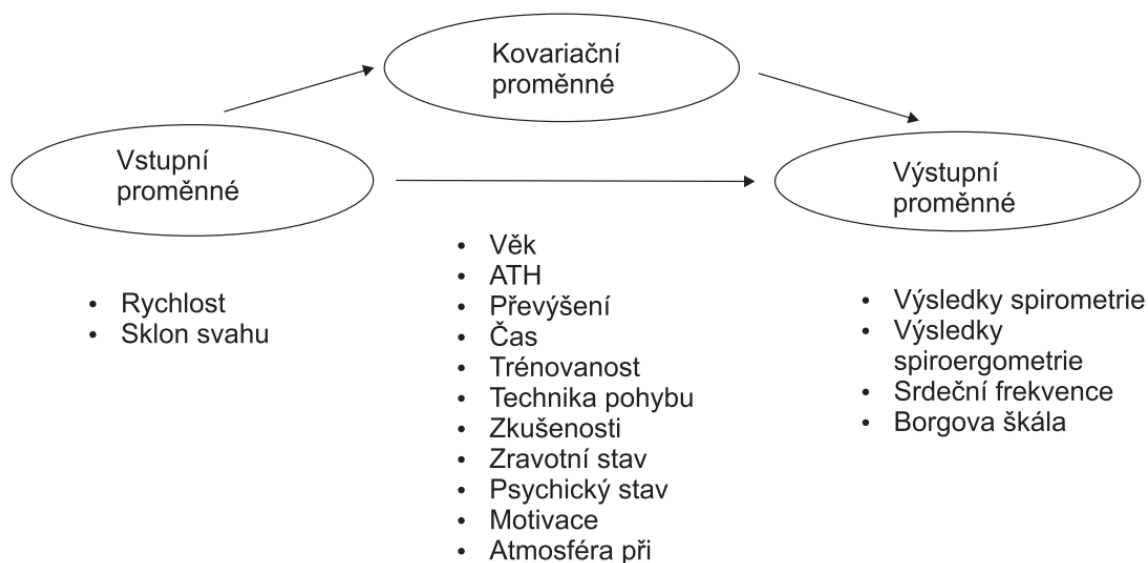 Kovariační
proměnné
Vstupní
proměnné
Výstupní
proměnné
• Rychlost
• Sklon svahu
• Věk
• ATH
• Převýšení
• Čas
• Trénovanost
• Technika pohybu
• Zkušenosti
• Zravotní stav
• Psychický stav
• Motivace
• Atmosféra při
• Výsledky spirometrie
• Výsledky
spiroergometrie
• Srdeční frekvence
• Borgova škála